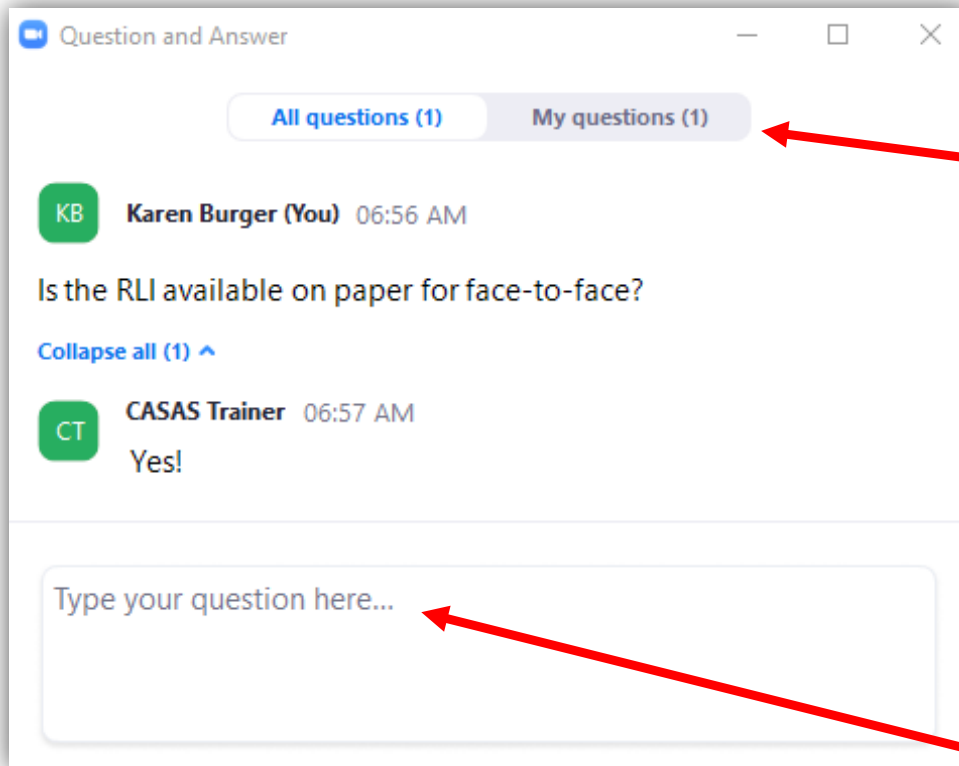 Question and Answer
All questions (1) My questions (1)
KB Karen Burger (You) 06:56 AM
Is the RLI available on paper for face-to-face?
Collapse all (1)
CT CASAS Trainer 06:57 AM
Yes!
Type your question here...